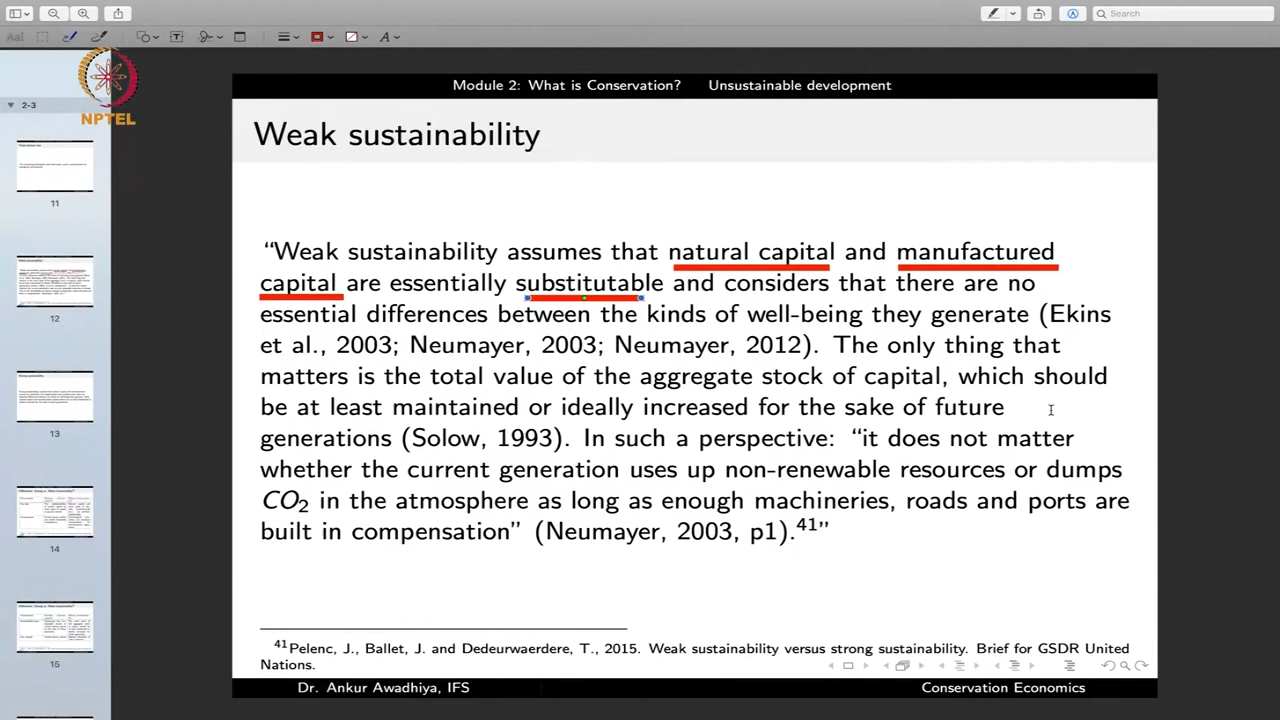 Search
AaI
A
NPTEL
2-3
11
12
13
14
15
16
Module 2: What is Conservation? Unsustainable development
Weak sustainability
“Weak sustainability assumes that natural capital and manufactured
capital are essentially substitutable and considers that there are no
essential differences between the kinds of well-being they generate (Ekins
et al., 2003; Neumayer, 2003; Neumayer, 2012). The only thing that
matters is the total value of the aggregate stock of capital, which should
be at least maintained or ideally increased for the sake of future
generations (Solow, 1993). In such a perspective: “it does not matter
whether the current generation uses up non-renewable resources or dumps
CO2 in the atmosphere as long as enough machineries, roads and ports are
built in compensation” (Neumayer, 2003, p1).41”
41Pelenc, J., Ballet, J. and Dedeurwaerdere, T., 2015. Weak sustainability versus strong sustainability. Brief for GSDR United
Nations.
Dr. Ankur Awadhiya, IFS Conservation Economics